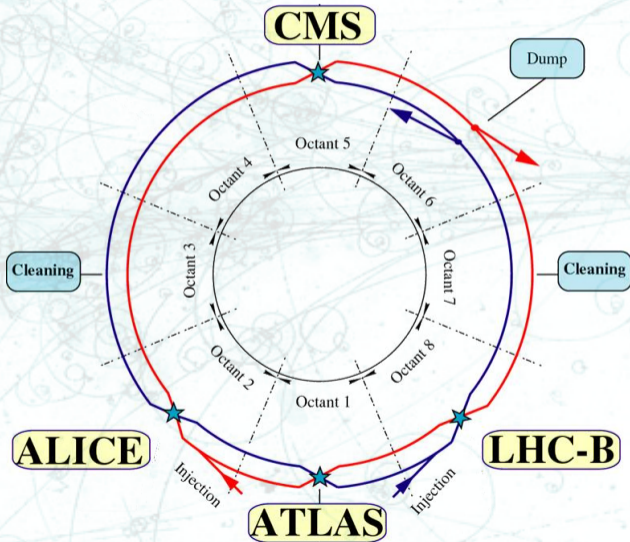 CMS
Dump
Octant 5
Octant 4
Octant 6
Octant 3
Octant 7
Cleaning
Cleaning
Octant 2
Octant 8
Octant 1
ALICE
LHC-B
Injection
Injection
ATLAS